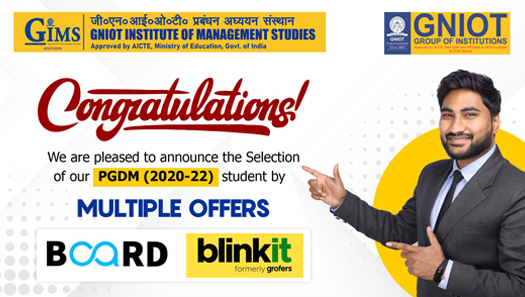 GIMS
जी०एन०आई०ओ०टी० प्रबंधन अध्ययन संस्थान
GNIOT INSTITUTE OF MANAGEMENT STUDIES
Approved by AICTE, Ministry of Education, Govt. of India
GNIOT
GROUP OF INSTITUTIONS
Congratulations!
We are pleased to announce the Selection
of our PGDM (2020-22) student by
MULTIPLE OFFERS
BOARD
blinkit
formerly grofers